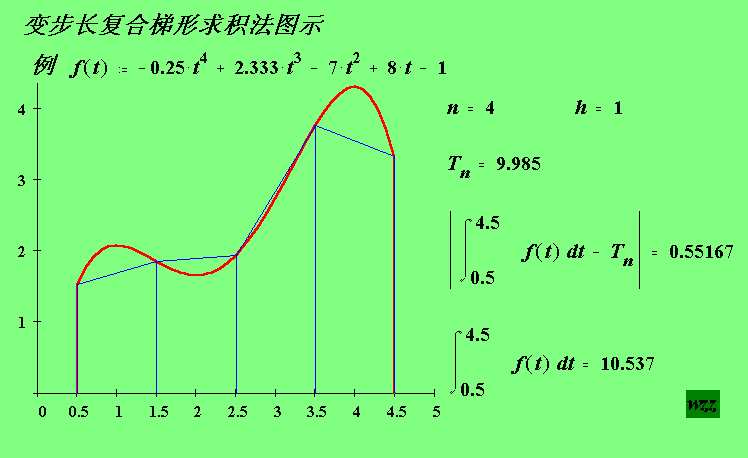 变步长复合梯形求积法图示
例 f(t) := -0.25·t⁴ + 2.333·t³ - 7·t² + 8·t - 1
n = 4 h = 1
Tₙ = 9.985
|∫_{0.5}^{4.5} f(t) dt - Tₙ| = 0.55167
∫_{0.5}^{4.5} f(t) dt = 10.537
4
3
2
1
0 0.5 1 1.5 2 2.5 3 3.5 4 4.5 5
wzz